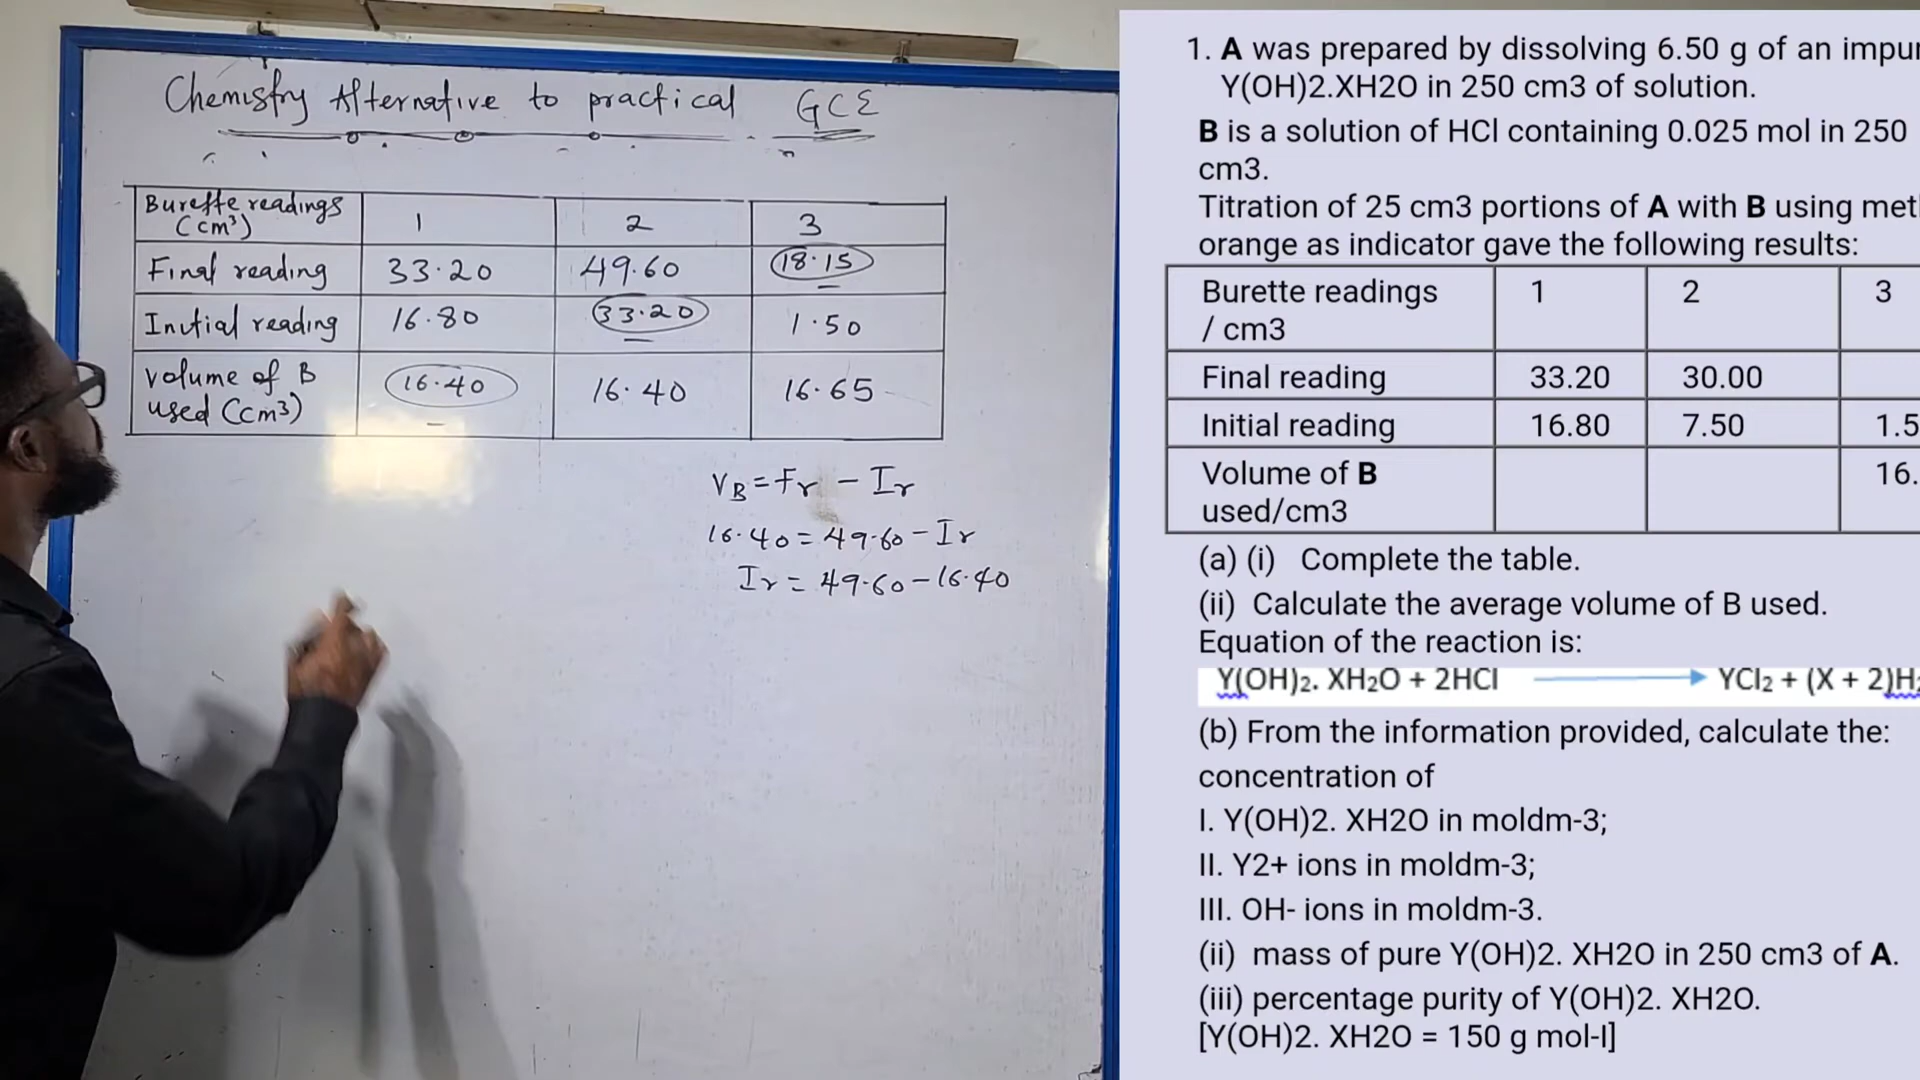 Chemistry Alternative to practical GCE
Burette readings (cm³) 1 2 3
Final reading 33.20 49.60 18.15
Initial reading 16.80 33.20 1.50
Volume of B used (cm³) 16.40 16.40 16.65
VB = Fr - Ir
16.40 = 49.60 - Ir
Ir = 49.60 - 16.40
1. A was prepared by dissolving 6.50 g of an
Y(OH)2.XH2O in 250 cm3 of solution.
B is a solution of HCl containing 0.025 mol in 250
cm3.
Titration of 25 cm3 portions of A with B using
orange as indicator gave the following results:
Burette readings / cm3 1 2 3
Final reading 33.20 30.00
Initial reading 16.80 7.50 1.5
Volume of B used/cm3 16.
(a) (i) Complete the table.
(ii) Calculate the average volume of B used.
Equation of the reaction is:
Y(OH)₂. XH₂O + 2HCl → YCl₂ + (X + 2)H₂
(b) From the information provided, calculate the:
concentration of
I. Y(OH)2. XH2O in moldm-3;
II. Y2+ ions in moldm-3;
III. OH- ions in moldm-3.
(ii) mass of pure Y(OH)2. XH2O in 250 cm3 of A.
(iii) percentage purity of Y(OH)2. XH2O.
[Y(OH)2. XH2O = 150 g mol-l]